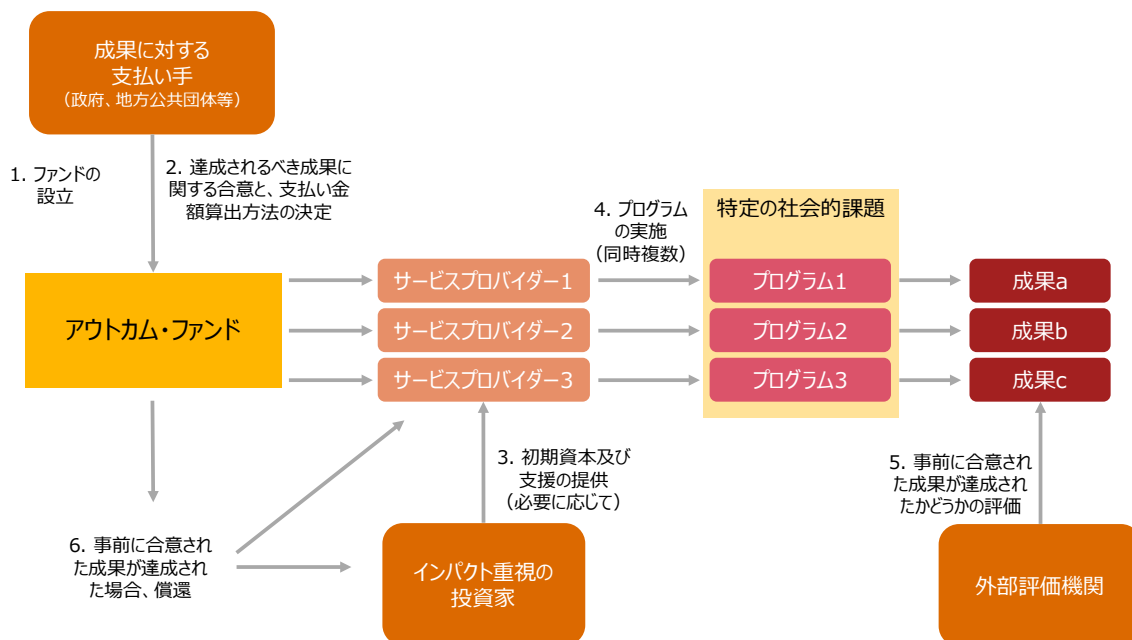 成果に対する
支払い手
（政府、地方公共団体等）
1. ファンドの
設立
2. 達成されるべき成果に
関する合意と、支払い金
額算出方法の決定
アウトカム・ファンド
サービスプロバイダー1
サービスプロバイダー2
サービスプロバイダー3
4. プログラム
の実施
（同時複数）
特定の社会的課題
プログラム1
プログラム2
プログラム3
成果a
成果b
成果c
3. 初期資本及び
支援の提供
（必要に応じて）
5. 事前に合意され
た成果が達成され
たかどうかの評価
6. 事前に合意され
た成果が達成され
た場合、償還
インパクト重視の
投資家
外部評価機関